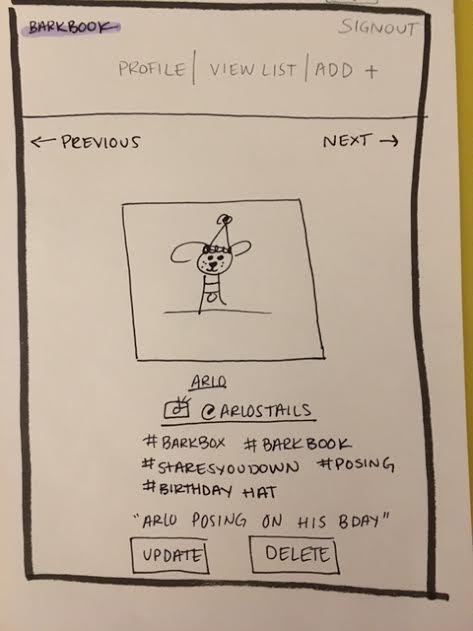 BARKBOOK SIGNOUT
PROFILE | VIEW LIST | ADD +
← PREVIOUS NEXT →
ARLO
@ARLOSTAILS
#BARKBOX #BARKBOOK
#STARESYOUDOWN #POSING
#BIRTHDAY HAT
"ARLO POSING ON HIS BDAY"
UPDATE DELETE